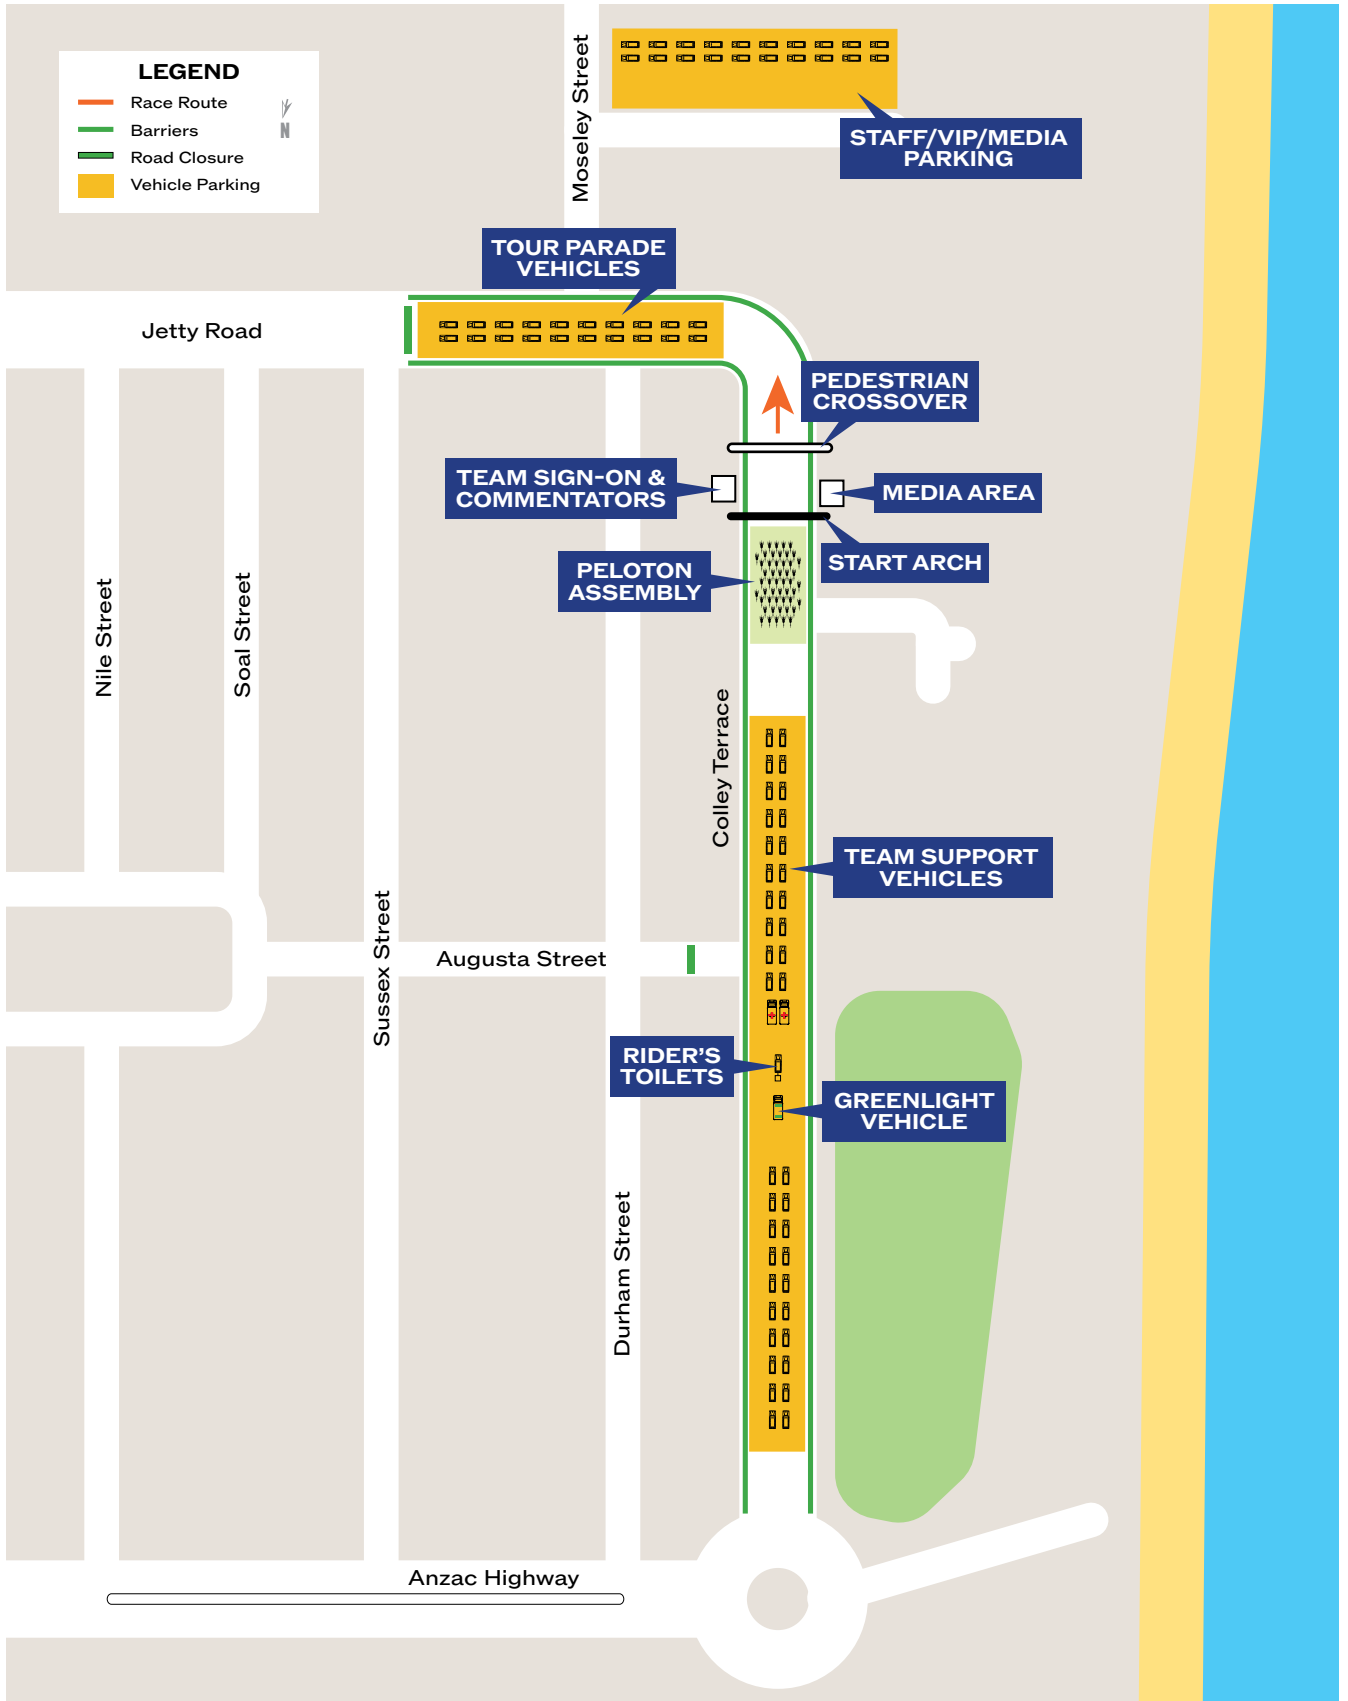 LEGEND
Race Route
Barriers
Road Closure
Vehicle Parking
N
Moseley Street
STAFF/VIP/MEDIA
PARKING
TOUR PARADE
VEHICLES
Jetty Road
PEDESTRIAN
CROSSOVER
TEAM SIGN-ON &
COMMENTATORS
MEDIA AREA
START ARCH
PELOTON
ASSEMBLY
Nile Street
Soal Street
Colley Terrace
TEAM SUPPORT
VEHICLES
Sussex Street
Augusta Street
RIDER'S
TOILETS
GREENLIGHT
VEHICLE
Durham Street
Anzac Highway